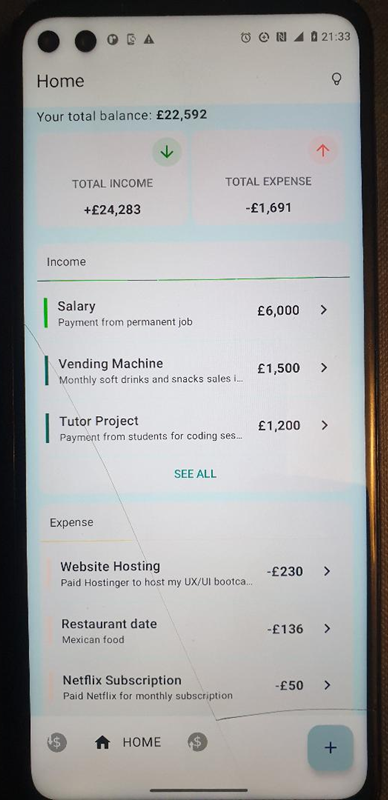 21:33
Home
Your total balance: £22,592
TOTAL INCOME
+£24,283
TOTAL EXPENSE
-£1,691
Income
Salary
Payment from permanent job
£6,000
Vending Machine
Monthly soft drinks and snacks sales i...
£1,500
Tutor Project
Payment from students for coding ses...
£1,200
SEE ALL
Expense
Website Hosting
Paid Hostinger to host my UX/UI bootca...
-£230
Restaurant date
Mexican food
-£136
Netflix Subscription
Paid Netflix for monthly subscription
-£50
HOME